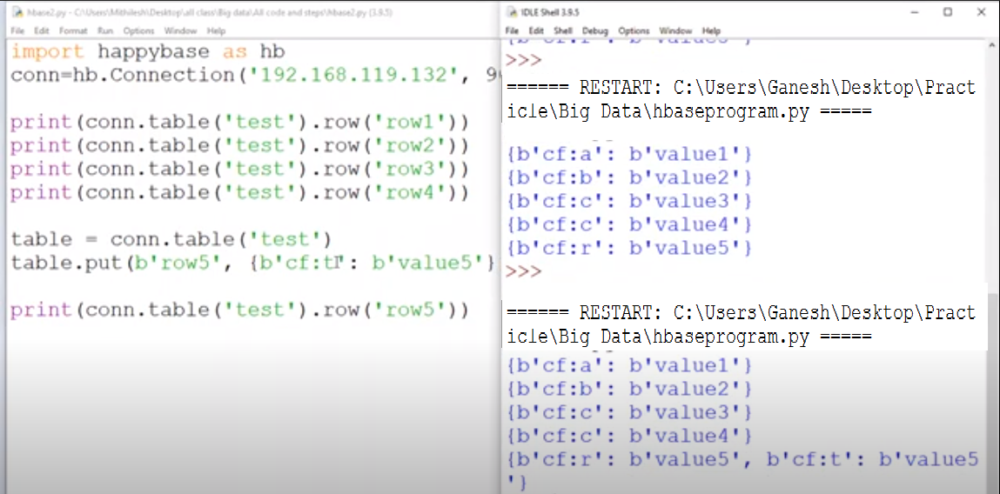 hbase2.py - C:\Users\Mithilesh\Desktop\all class\Big data\All code and steps\hbase2.py (3.9.5)
File Edit Format Run Options Window Help
import happybase as hb
conn=hb.Connection('192.168.119.132', 9
print(conn.table('test').row('row1'))
print(conn.table('test').row('row2'))
print(conn.table('test').row('row3'))
print(conn.table('test').row('row4'))
table = conn.table('test')
table.put(b'row5', {b'cf:t': b'value5'}
print(conn.table('test').row('row5'))
IDLE Shell 3.9.5
File Edit Shell Debug Options Window Help
>>>
====== RESTART: C:\Users\Ganesh\Desktop\Pract
icle\Big Data\hbaseprogram.py =====
{b'cf:a': b'value1'}
{b'cf:b': b'value2'}
{b'cf:c': b'value3'}
{b'cf:c': b'value4'}
{b'cf:r': b'value5'}
>>>
====== RESTART: C:\Users\Ganesh\Desktop\Pract
icle\Big Data\hbaseprogram.py =====
{b'cf:a': b'value1'}
{b'cf:b': b'value2'}
{b'cf:c': b'value3'}
{b'cf:c': b'value4'}
{b'cf:r': b'value5', b'cf:t': b'value5
'}